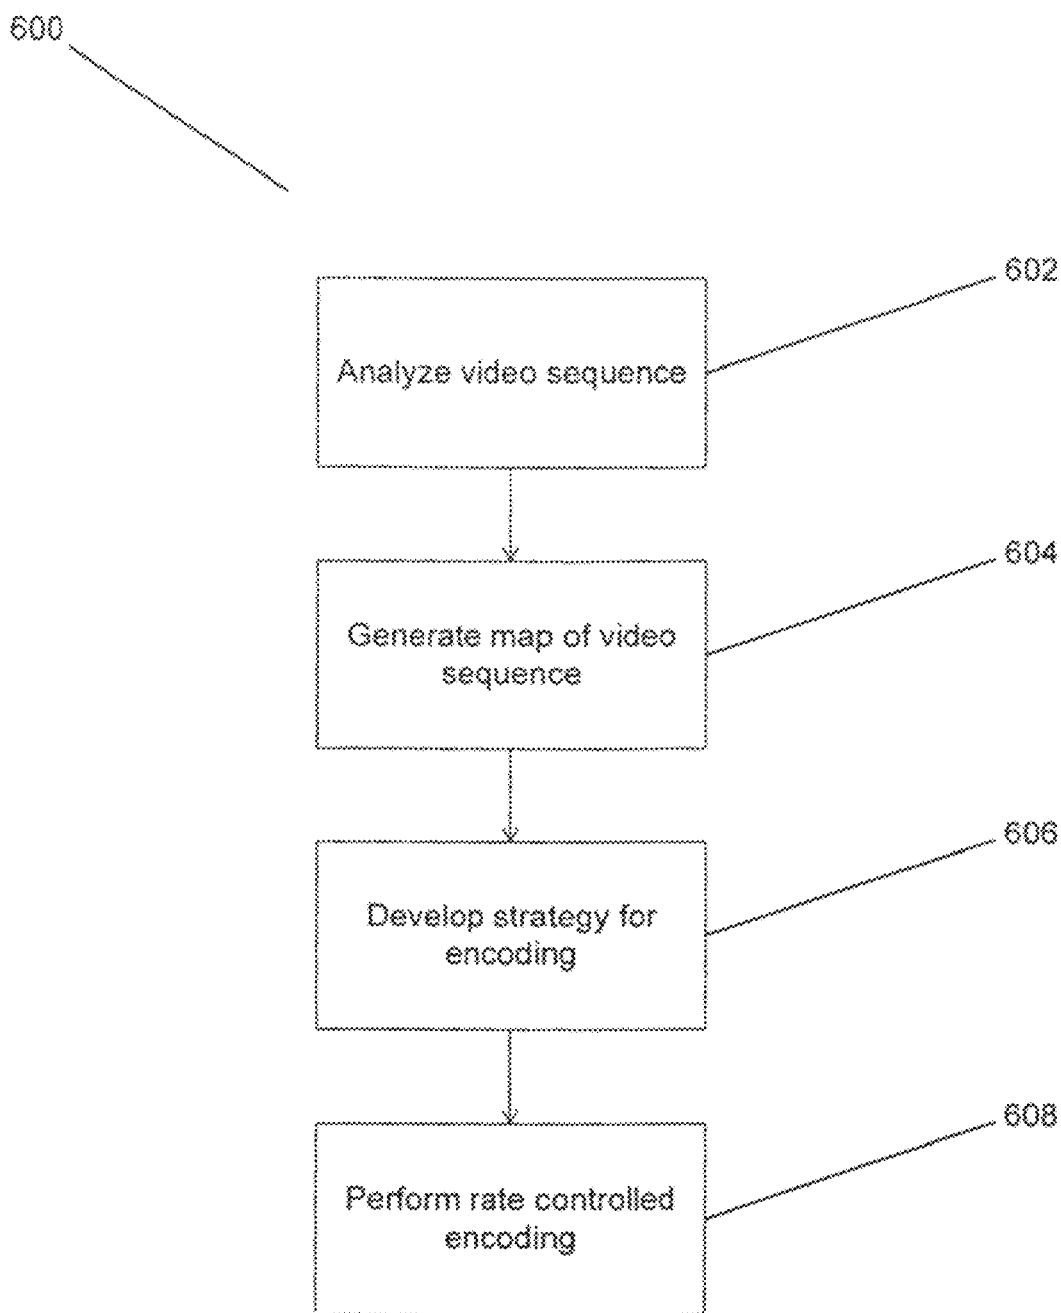 600
602
Analyze video sequence
604
Generate map of video
sequence
606
Develop strategy for
encoding
608
Perform rate controlled
encoding